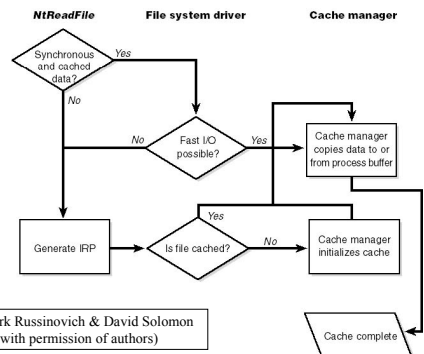 NtReadFile
File system driver
Cache manager
Synchronous
and cached
data?
Yes
No
Fast I/O
possible?
No
Yes
Cache manager
copies data to or
from process buffer
Generate IRP
Is file cached?
Yes
No
Cache manager
initializes cache
Cache complete
Russinovich & David Solomon
with permission of authors)